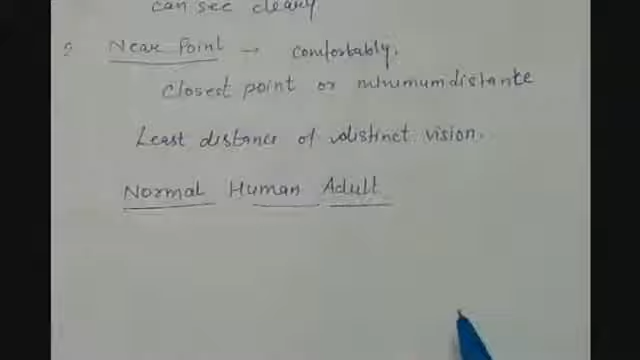 can see clearly
2 Near Point → comfortably.
Closest point or minimum distance
Least distance of distinct vision.
Normal Human Adult